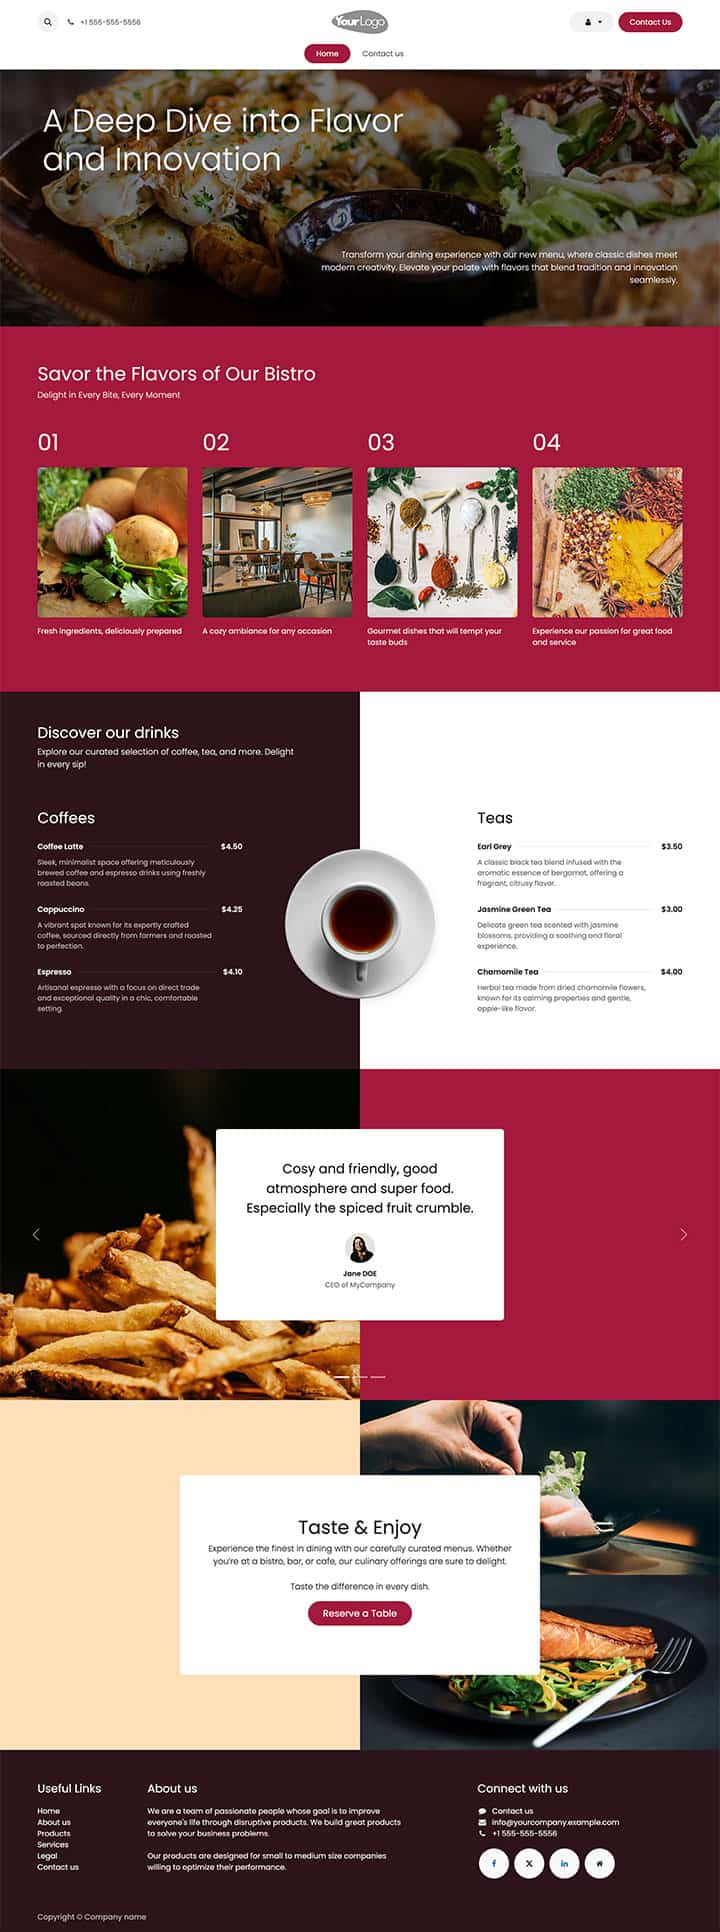 +1 555-555-5556
YourLogo
Contact Us
Home
Contact us
A Deep Dive into Flavor
and Innovation
Transform your dining experience with our new menu, where classic dishes meet
modern creativity. Elevate your palate with flavors that blend tradition and innovation
seamlessly.
Savor the Flavors of Our Bistro
Delight in Every Bite, Every Moment
01
02
03
04
Fresh ingredients, deliciously prepared
A cozy ambiance for any occasion
Gourmet dishes that will tempt your
taste buds
Experience our passion for great food
and service
Discover our drinks
Explore our curated selection of coffee, tea, and more. Delight
in every sip!
Coffees
Coffee Latte $4.50
Sleek, minimalist space offering meticulously
brewed coffee and espresso drinks using freshly
roasted beans.
Cappuccino $4.25
A vibrant spot known for its expertly crafted
coffee, sourced directly from farmers and roasted
to perfection.
Espresso $4.10
Artisanal espresso with a focus on direct trade
and exceptional quality in a chic, comfortable
setting.
Teas
Earl Grey $3.50
A classic black tea blend infused with the
aromatic essence of bergamot, offering a
fragrant, citrusy flavor.
Jasmine Green Tea $3.00
Delicate green tea scented with jasmine
blossoms, providing a soothing and floral
experience.
Chamomile Tea $4.00
Herbal tea made from dried chamomile flowers,
known for its calming properties and gentle,
apple-like flavor.
Cosy and friendly, good
atmosphere and super food.
Especially the spiced fruit crumble.
Jane DOE
CEO of MyCompany
Taste & Enjoy
Experience the finest in dining with our carefully curated menus. Whether
you're at a bistro, bar, or cafe, our culinary offerings are sure to delight.
Taste the difference in every dish.
Reserve a Table
Useful Links
Home
About us
Products
Services
Legal
Contact us
About us
We are a team of passionate people whose goal is to improve
everyone's life through disruptive products. We build great products
to solve your business problems.
Our products are designed for small to medium size companies
willing to optimize their performance.
Connect with us
Contact us
info@yourcompany.example.com
+1 555-555-5556
Copyright © Company name